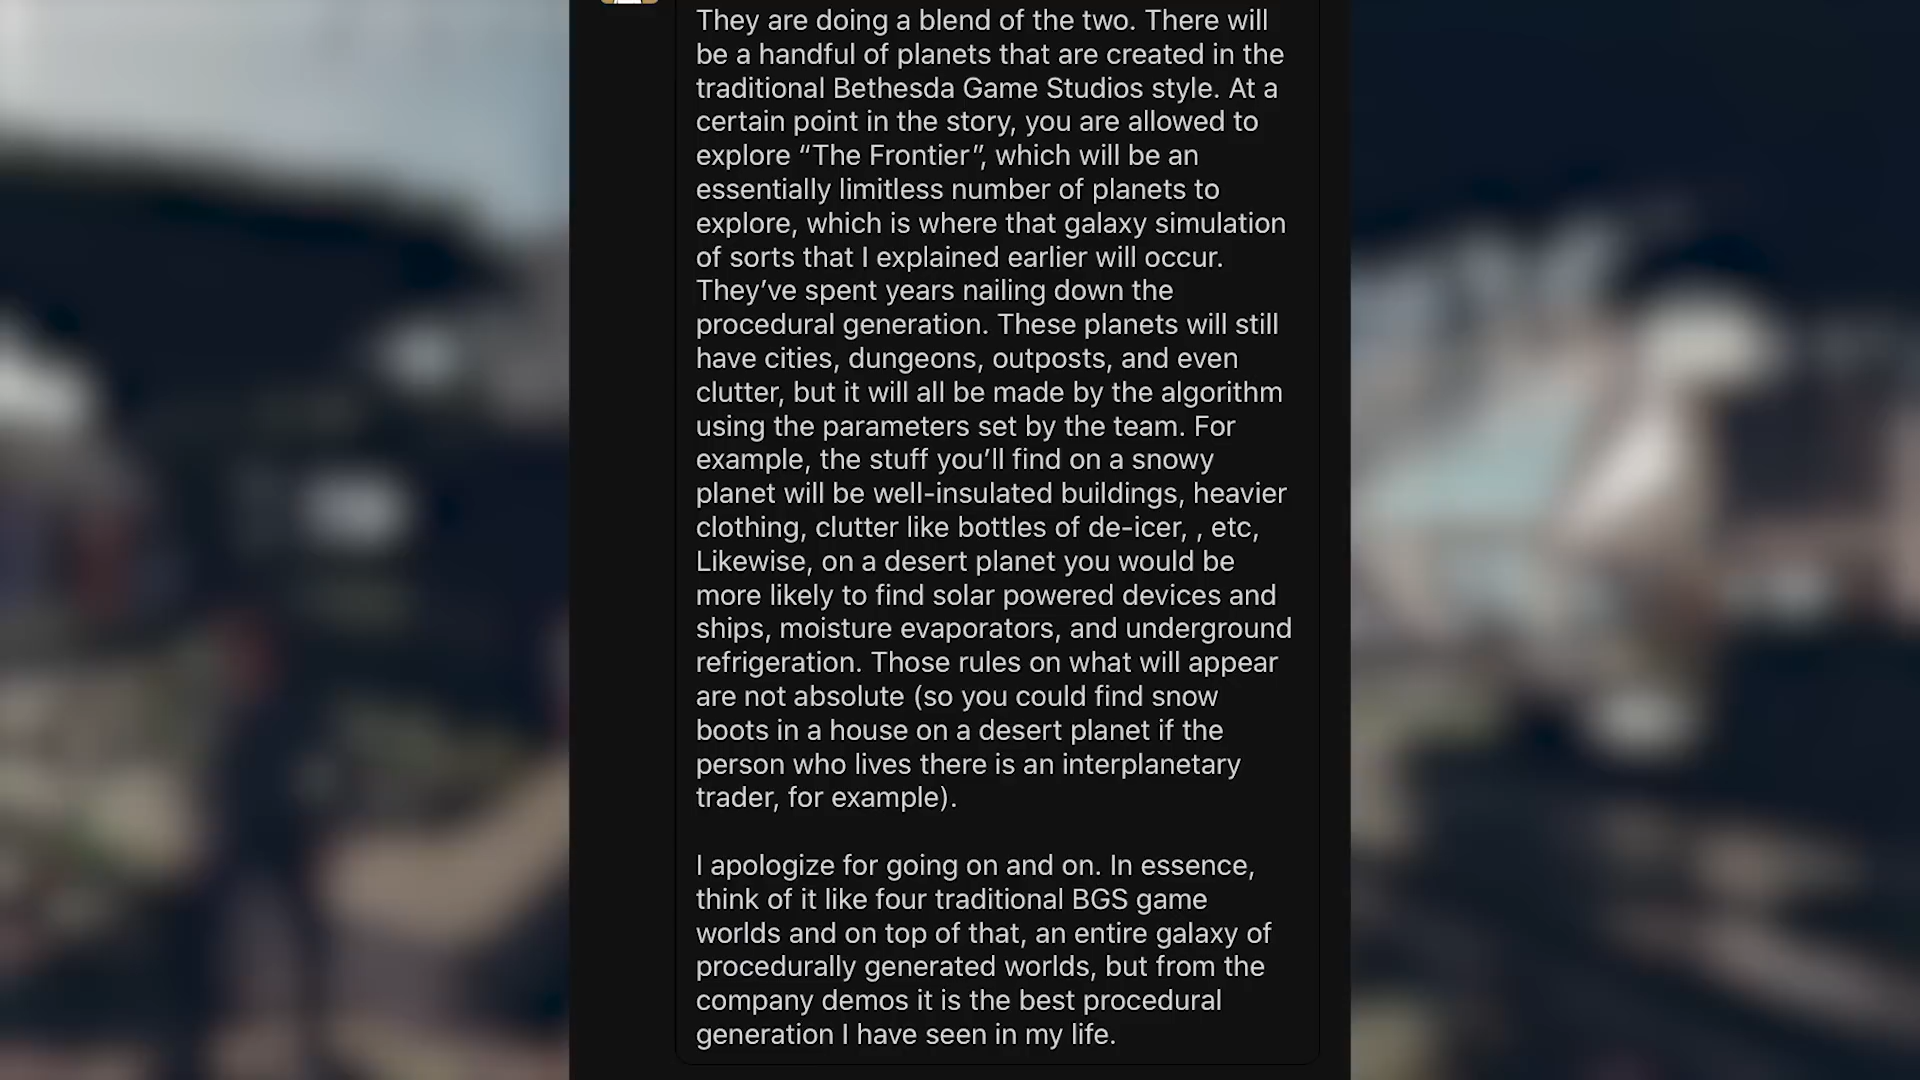 They are doing a blend of the two. There will
be a handful of planets that are created in the
traditional Bethesda Game Studios style. At a
certain point in the story, you are allowed to
explore “The Frontier”, which will be an
essentially limitless number of planets to
explore, which is where that galaxy simulation
of sorts that I explained earlier will occur.
They’ve spent years nailing down the
procedural generation. These planets will still
have cities, dungeons, outposts, and even
clutter, but it will all be made by the algorithm
using the parameters set by the team. For
example, the stuff you’ll find on a snowy
planet will be well-insulated buildings, heavier
clothing, clutter like bottles of de-icer, , etc,
Likewise, on a desert planet you would be
more likely to find solar powered devices and
ships, moisture evaporators, and underground
refrigeration. Those rules on what will appear
are not absolute (so you could find snow
boots in a house on a desert planet if the
person who lives there is an interplanetary
trader, for example).
I apologize for going on and on. In essence,
think of it like four traditional BGS game
worlds and on top of that, an entire galaxy of
procedurally generated worlds, but from the
company demos it is the best procedural
generation I have seen in my life.